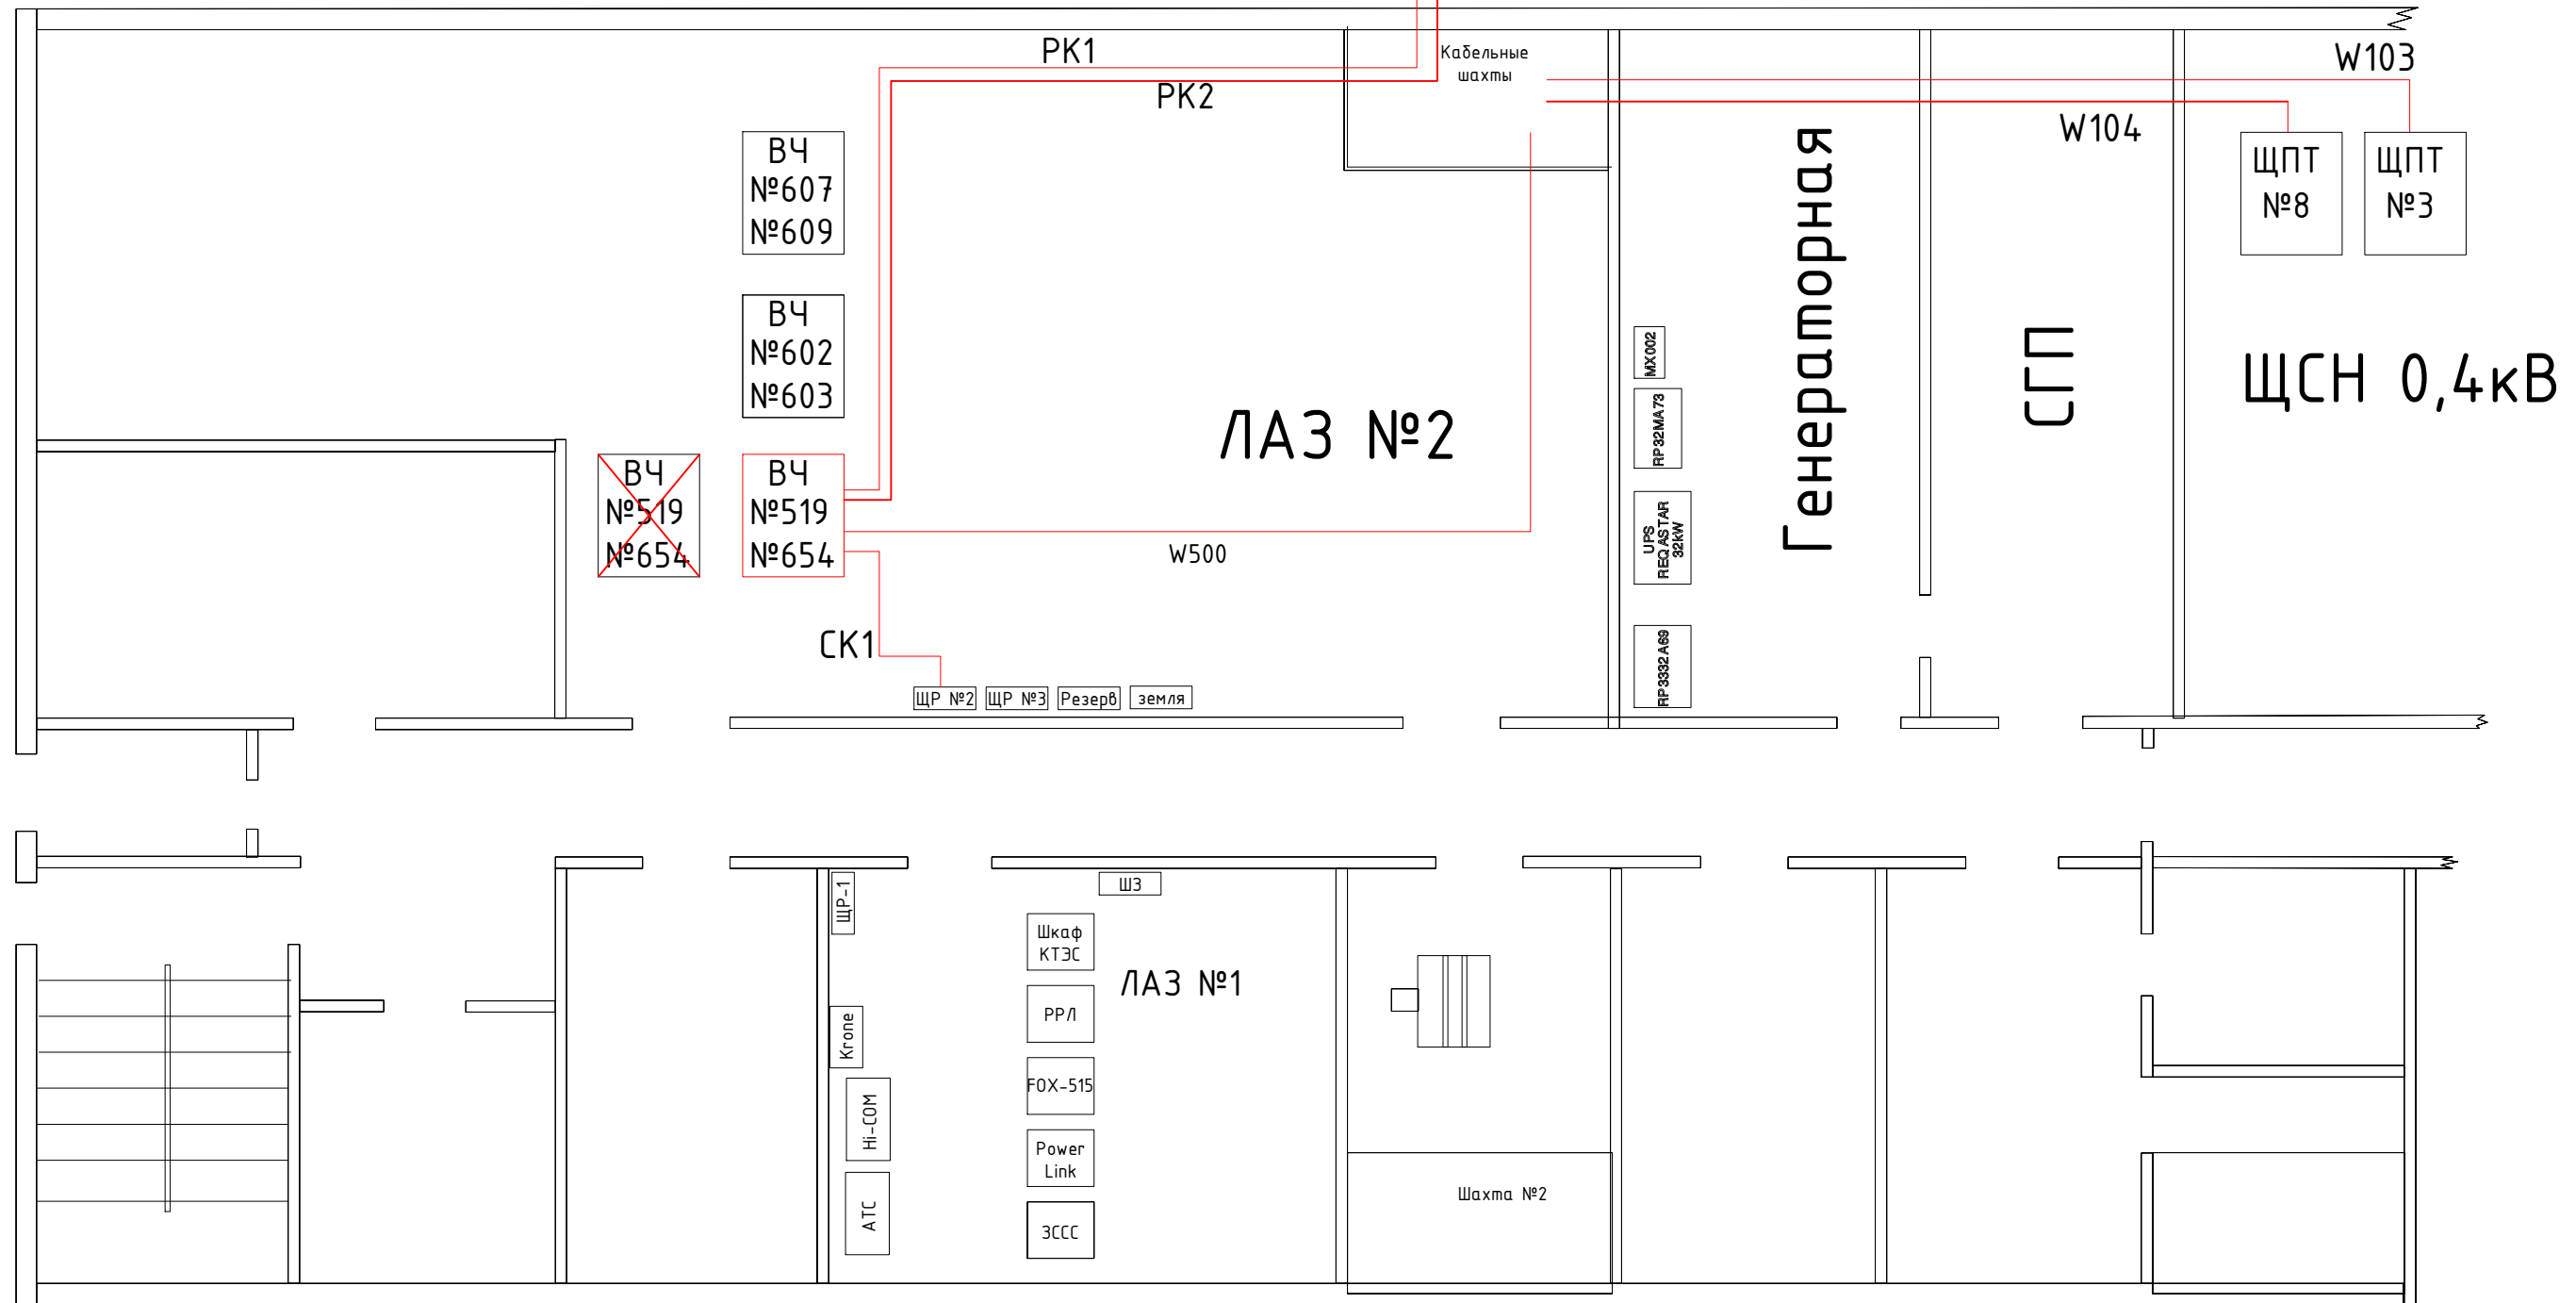 РК1
РК2
Кабельные
шахты
W103
W104
ВЧ
№607
№609
ЩПТ
№8
ЩПТ
№3
ВЧ
№602
№603
ЛАЗ №2
MX002
RP32MA73
UPS
REQASTAR
32kW
RP3332A69
Генераторная
СГП
ЩСН 0,4кВ
ВЧ
№519
№654
ВЧ
№519
№654
W500
СК1
ЩР №2
ЩР №3
Резерв
земля
ЩР-1
ШЗ
Шкаф
КТЭС
ЛАЗ №1
РРЛ
Krone
FOX-515
Hi-COM
Power
Link
АТС
ЗССС
Шахта №2